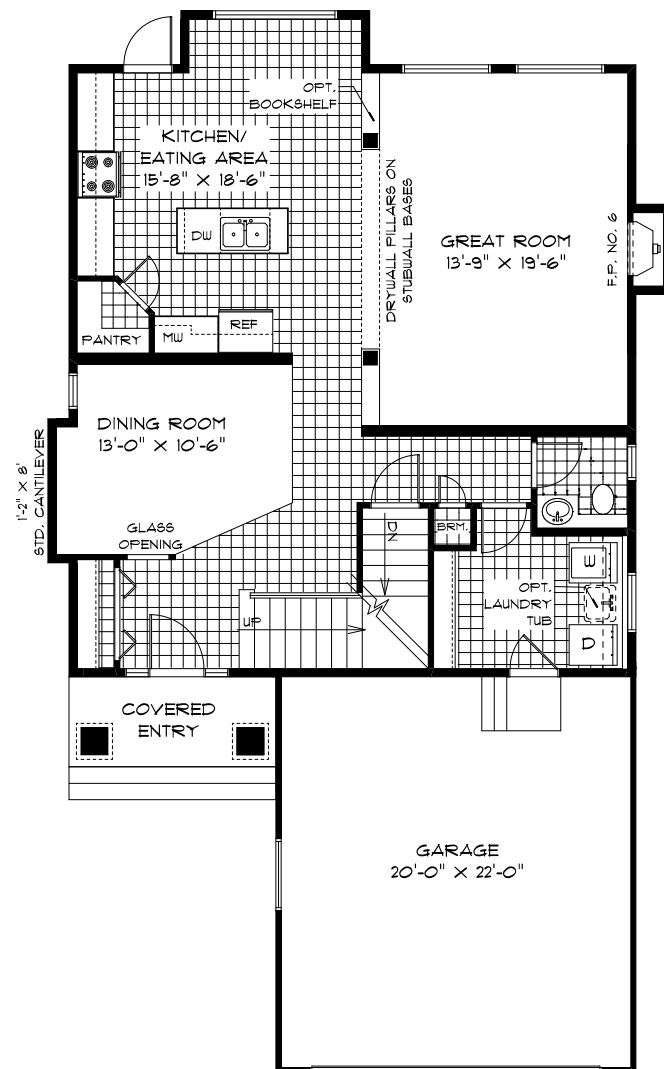 OPT.
BOOKSHELF
KITCHEN/
EATING AREA
15'-8" X 18'-6"
DW
DRYWALL PILLARS ON
STUBWALL BASES
GREAT ROOM
13'-9" X 19'-6"
F.P. NO. 6
PANTRY
MW
REF
DINING ROOM
13'-0" X 10'-6"
1'-2" X 8'
STD. CANTILEVER
GLASS
OPENING
DN
BRM.
UP
W
OPT.
LAUNDRY
TUB
D
COVERED
ENTRY
GARAGE
20'-0" X 22'-0"